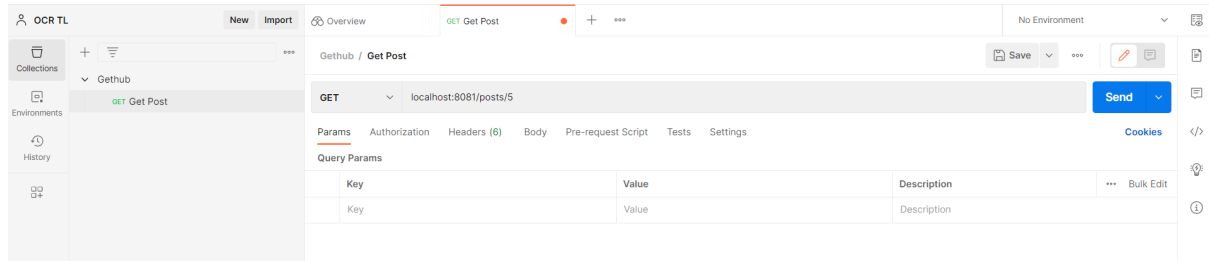 OCR TL
New Import
Overview
GET Get Post
No Environment
Collections
Environments
History
Gethub
GET Get Post
Gethub / Get Post
Save
GET localhost:8081/posts/5
Send
Params Authorization Headers (6) Body Pre-request Script Tests Settings
Cookies
Query Params
Key Value Description Bulk Edit
Key Value Description